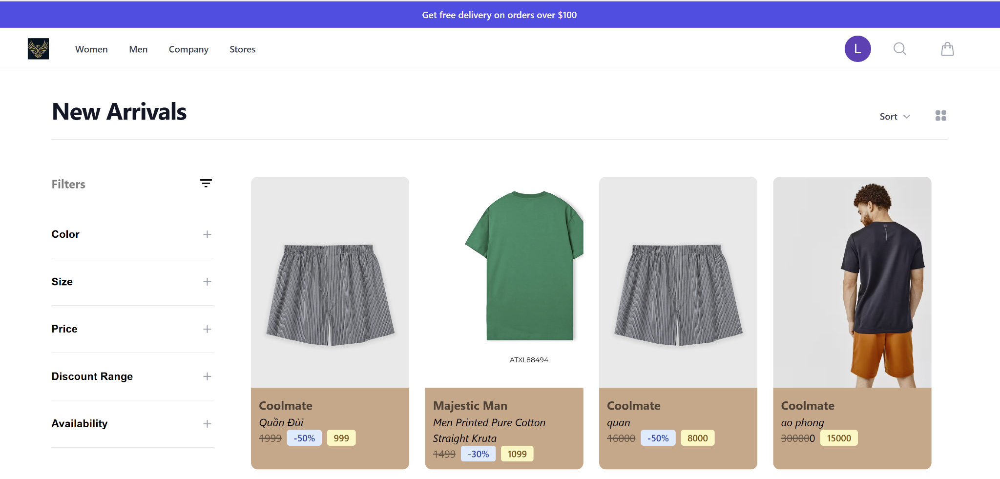 Get free delivery on orders over $100
Women Men Company Stores
L
New Arrivals
Sort
Filters
Color
Size
Price
Discount Range
Availability
ATXL88494
Coolmate
Quần Đùi
1999 -50% 999
Majestic Man
Men Printed Pure Cotton
Straight Kruta
1499 -30% 1099
Coolmate
quan
16000 -50% 8000
Coolmate
ao phong
300000 15000